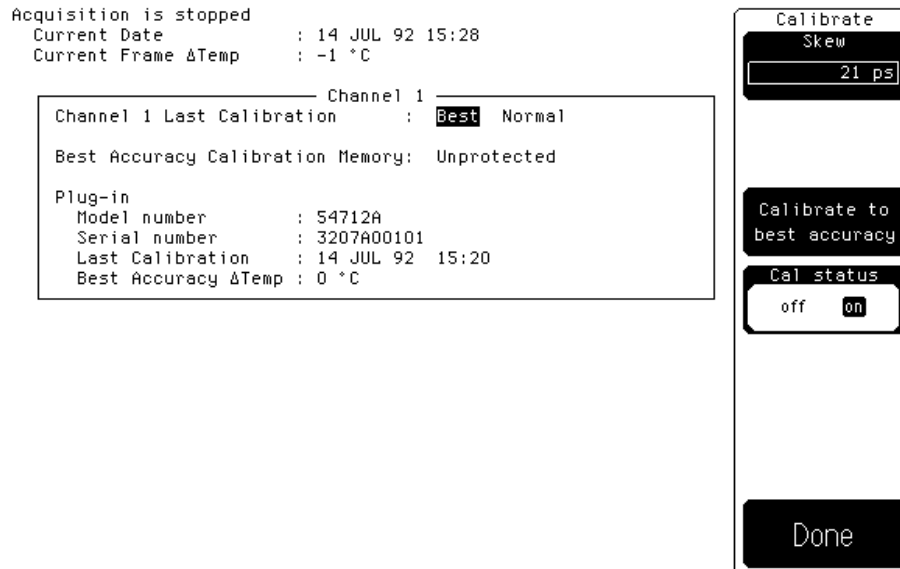 Acquisition is stopped
Current Date : 14 JUL 92 15:28
Current Frame ΔTemp : -1 °C
Channel 1
Channel 1 Last Calibration : Best Normal
Best Accuracy Calibration Memory: Unprotected
Plug-in
Model number : 54712A
Serial number : 3207A00101
Last Calibration : 14 JUL 92 15:20
Best Accuracy ΔTemp : 0 °C
Calibrate
Skew
21 ps
Calibrate to
best accuracy
Cal status
off on
Done